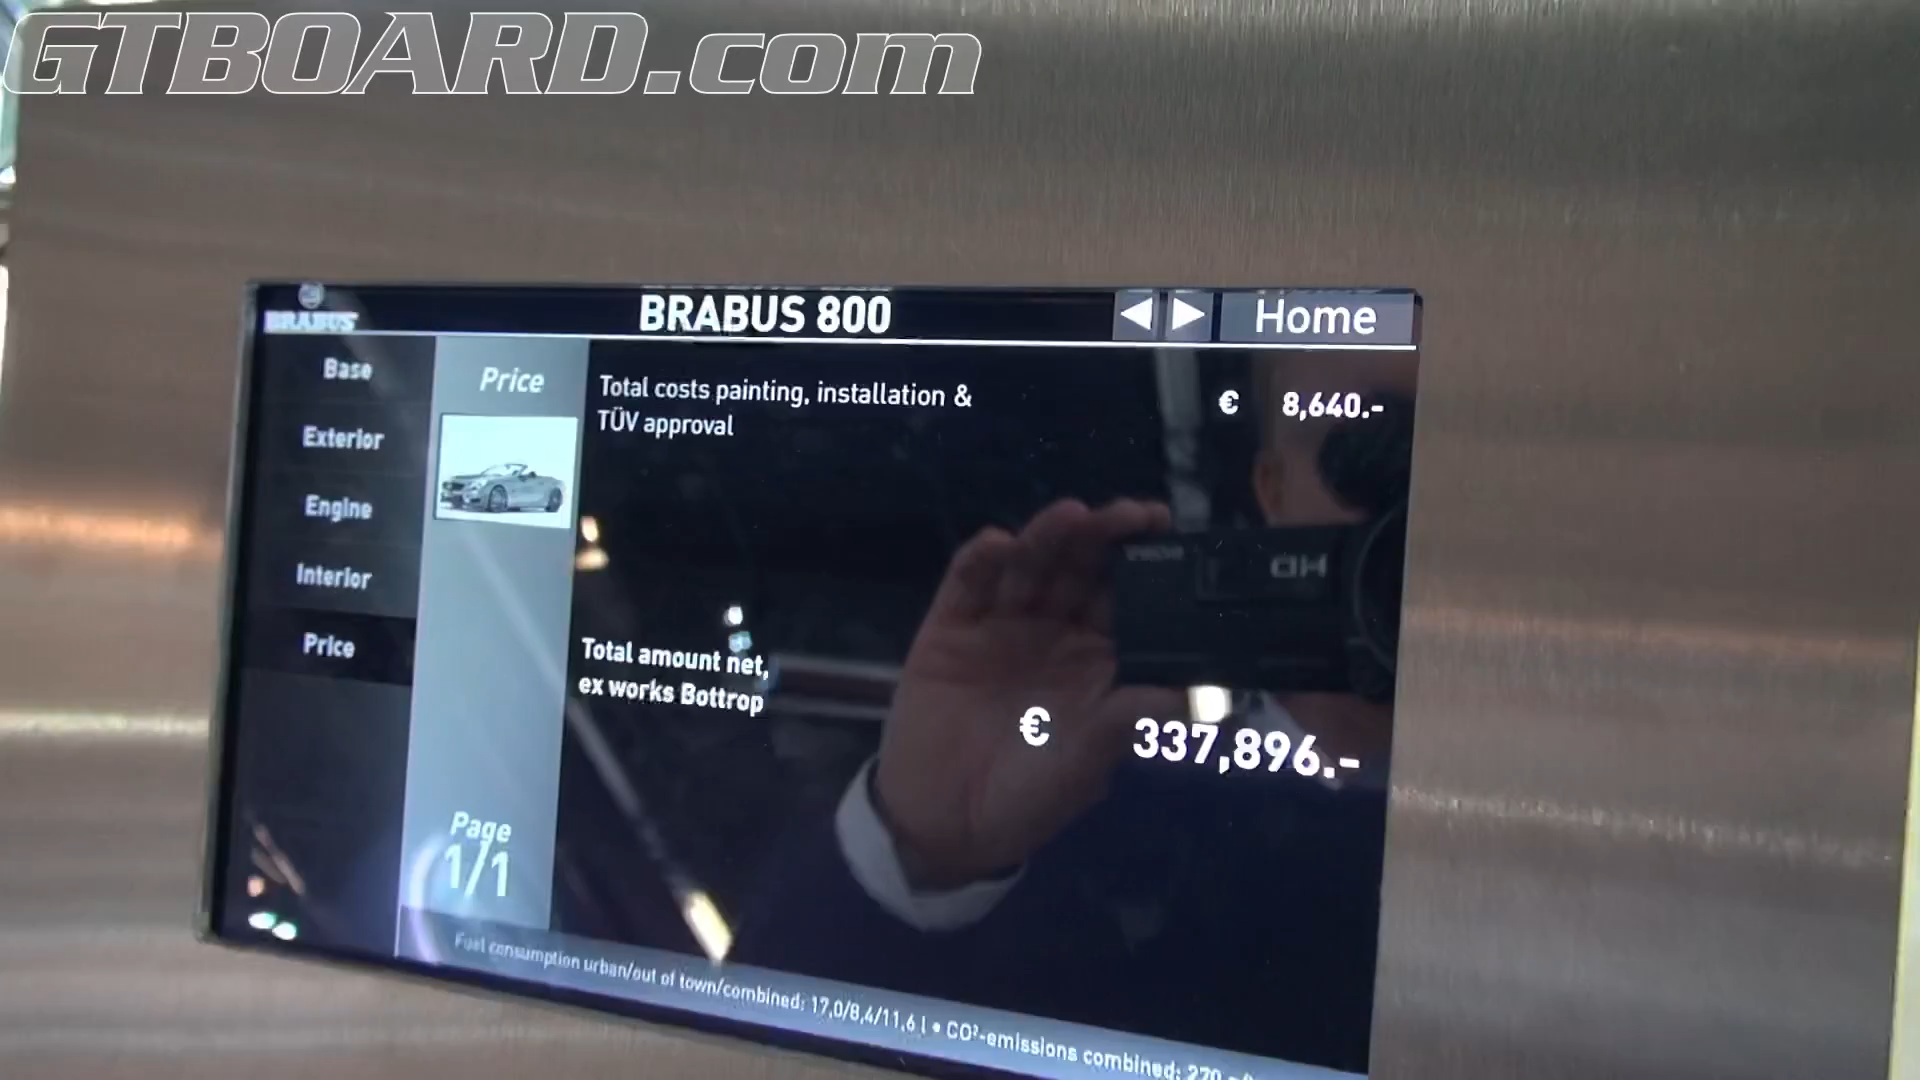 GTBOARD.com
BRABUS
BRABUS 800
Home
Base
Exterior
Engine
Interior
Price
Price
Page
1/1
Total costs painting, installation &
TÜV approval
€ 8,640.-
Total amount net,
ex works Bottrop
€ 337,896.-
HD
Fuel consumption urban/out of town/combined: 17,0/8,4/11,6 l • CO²-emissions combined: 270